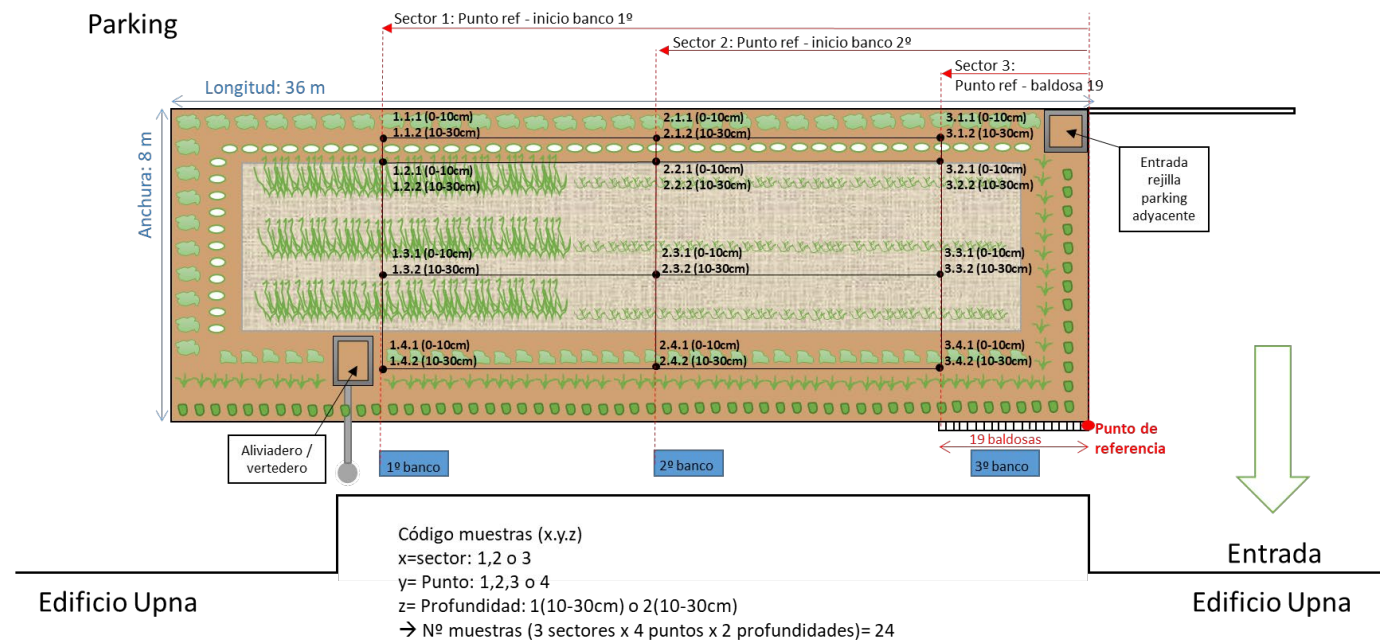 Parking
Sector 1: Punto ref - inicio banco 1º
Sector 2: Punto ref - inicio banco 2º
Sector 3:
Punto ref - baldosa 19
Longitud: 36 m
Anchura: 8 m
1.1.1 (0-10cm)
1.1.2 (10-30cm)
2.1.1 (0-10cm)
2.1.2 (10-30cm)
3.1.1 (0-10cm)
3.1.2 (10-30cm)
1.2.1 (0-10cm)
1.2.2 (10-30cm)
2.2.1 (0-10cm)
2.2.2 (10-30cm)
3.2.1 (0-10cm)
3.2.2 (10-30cm)
Entrada
rejilla
parking
adyacente
1.3.1 (0-10cm)
1.3.2 (10-30cm)
2.3.1 (0-10cm)
2.3.2 (10-30cm)
3.3.1 (0-10cm)
3.3.2 (10-30cm)
1.4.1 (0-10cm)
1.4.2 (10-30cm)
2.4.1 (0-10cm)
2.4.2 (10-30cm)
3.4.1 (0-10cm)
3.4.2 (10-30cm)
Aliviadero /
vertedero
19 baldosas
Punto de
referencia
1º banco
2º banco
3º banco
Código muestras (x.y.z)
x=sector: 1,2 o 3
y= Punto: 1,2,3 o 4
z= Profundidad: 1(10-30cm) o 2(10-30cm)
→ Nº muestras (3 sectores x 4 puntos x 2 profundidades)= 24
Entrada
Edificio Upna
Edificio Upna